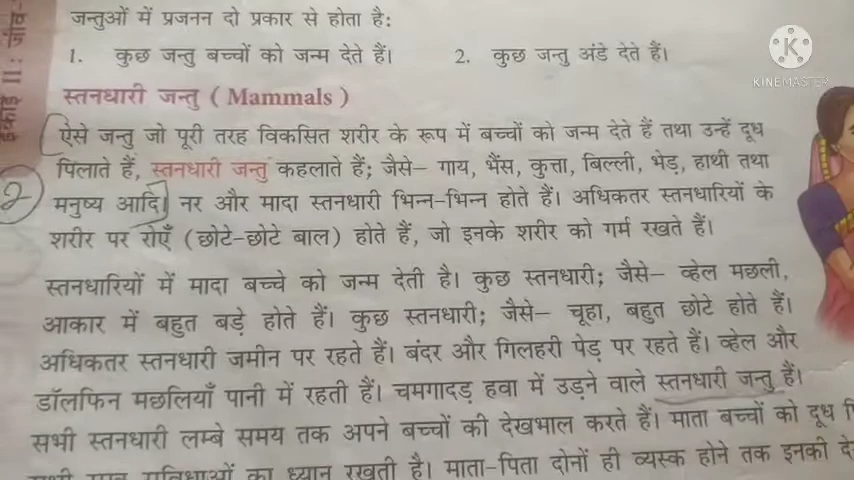 जन्तुओं में प्रजनन दो प्रकार से होता है:
1. कुछ जन्तु बच्चों को जन्म देते हैं। 2. कुछ जन्तु अंडे देते हैं।
KINEMASTER
स्तनधारी जन्तु ( Mammals )
ऐसे जन्तु जो पूरी तरह विकसित शरीर के रूप में बच्चों को जन्म देते हैं तथा उन्हें दूध
पिलाते हैं, स्तनधारी जन्तु कहलाते हैं; जैसे– गाय, भैंस, कुत्ता, बिल्ली, भेड़, हाथी तथा
2
मनुष्य आदि। नर और मादा स्तनधारी भिन्न-भिन्न होते हैं। अधिकतर स्तनधारियों के
शरीर पर रोएँ (छोटे-छोटे बाल) होते हैं, जो इनके शरीर को गर्म रखते हैं।
स्तनधारियों में मादा बच्चे को जन्म देती है। कुछ स्तनधारी; जैसे– व्हेल मछली,
आकार में बहुत बड़े होते हैं। कुछ स्तनधारी; जैसे– चूहा, बहुत छोटे होते हैं।
अधिकतर स्तनधारी जमीन पर रहते हैं। बंदर और गिलहरी पेड़ पर रहते हैं। व्हेल और
डॉलफिन मछलियाँ पानी में रहती हैं। चमगादड़ हवा में उड़ने वाले स्तनधारी जन्तु हैं।
सभी स्तनधारी लम्बे समय तक अपने बच्चों की देखभाल करते हैं। माता बच्चों को दूध
का ध्यान रखती है। माता-पिता दोनों ही व्यस्क होने तक इनकी
इकाई II: जीव-